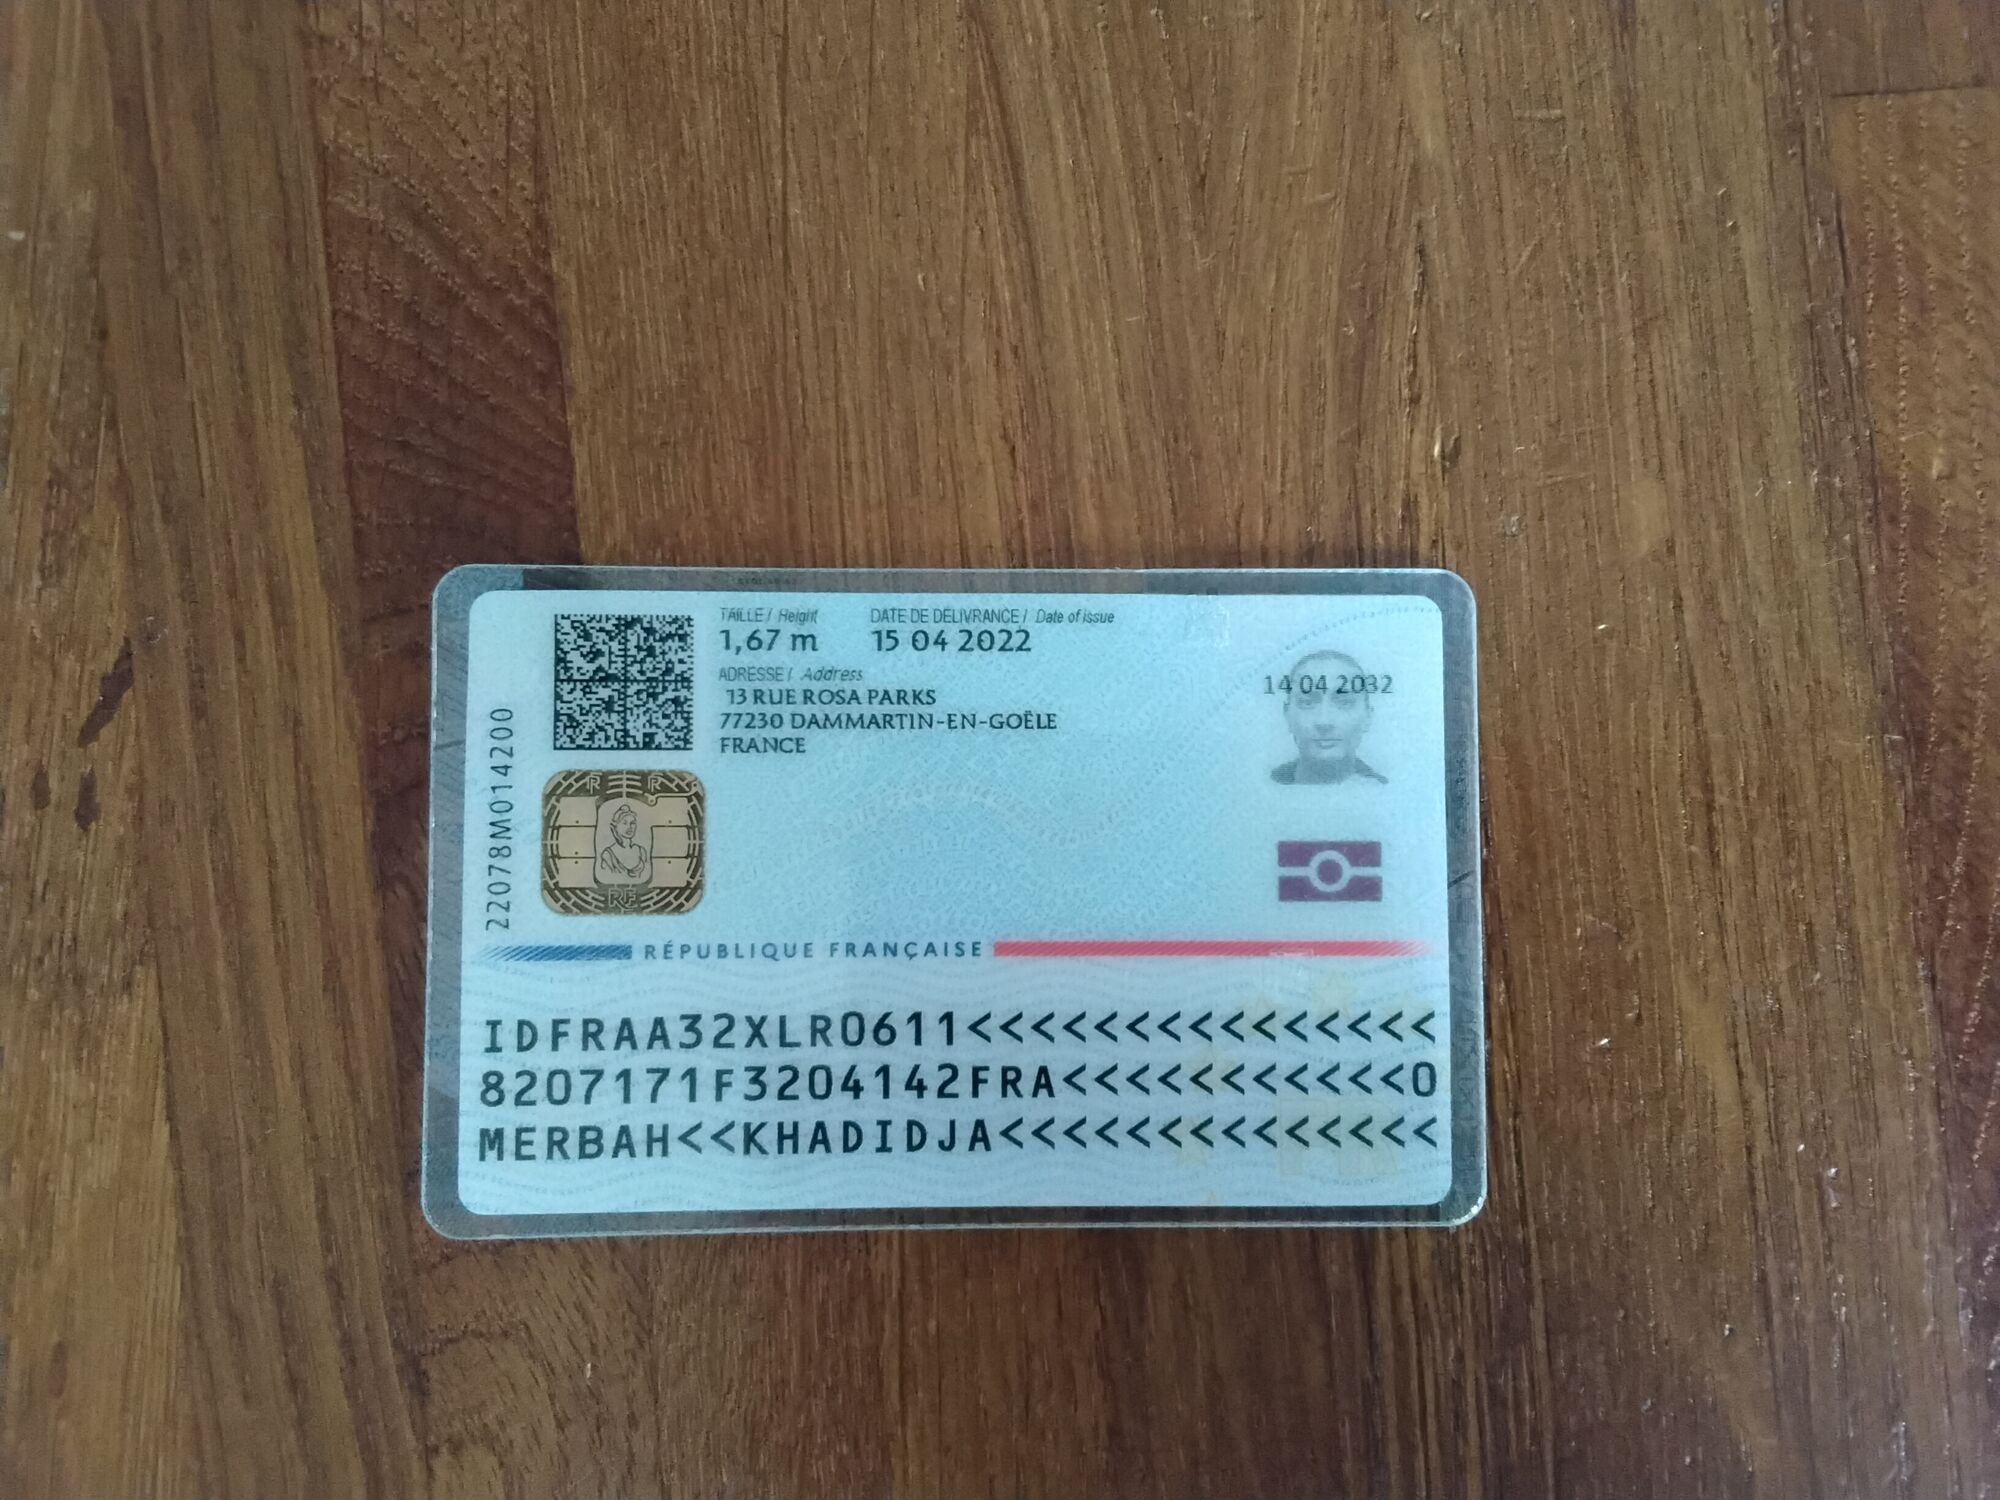 TAILLE / Height DATE DE DÉLIVRANCE / Date of issue
1,67 m 15 04 2022
ADRESSE / Address
13 RUE ROSA PARKS
77230 DAMMARTIN-EN-GOËLE
FRANCE
14 04 2032
22078M014200
RÉPUBLIQUE FRANÇAISE
IDFRAA32XLR0611<<<<<<<<<<<<<<<
8207171F3204142FRA<<<<<<<<<<<0
MERBAH<<KHADIDJA<<<<<<<<<<<<<<